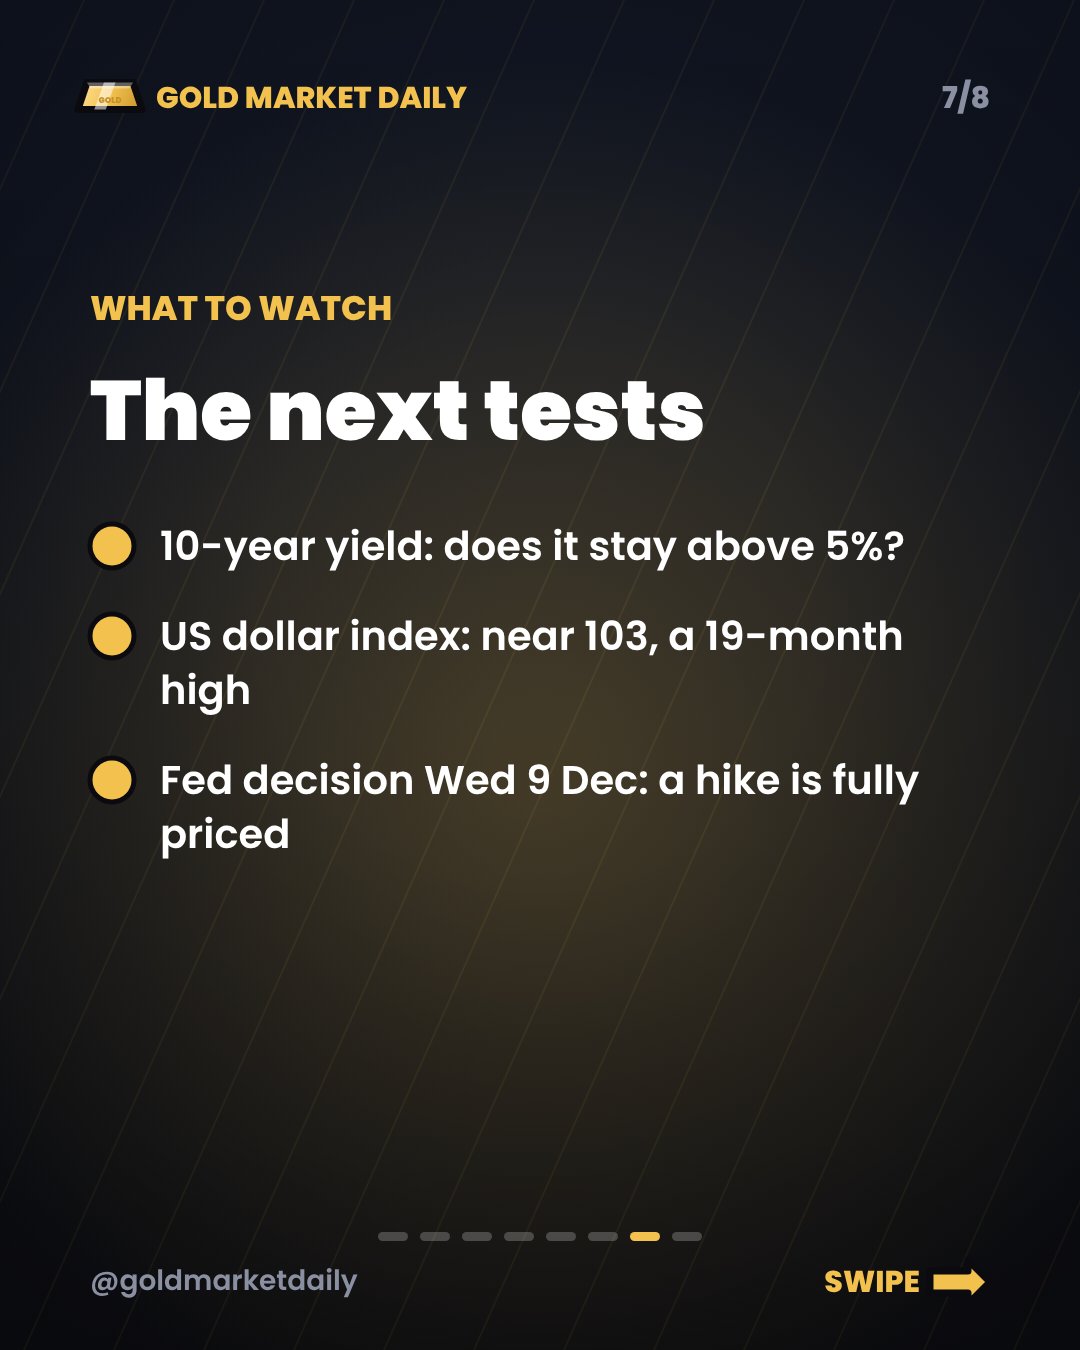 GOLD
GOLD MARKET DAILY
7/8
WHAT TO WATCH
The next tests
10-year yield: does it stay above 5%?
US dollar index: near 103, a 19-month
high
Fed decision Wed 9 Dec: a hike is fully
priced
@goldmarketdaily
SWIPE